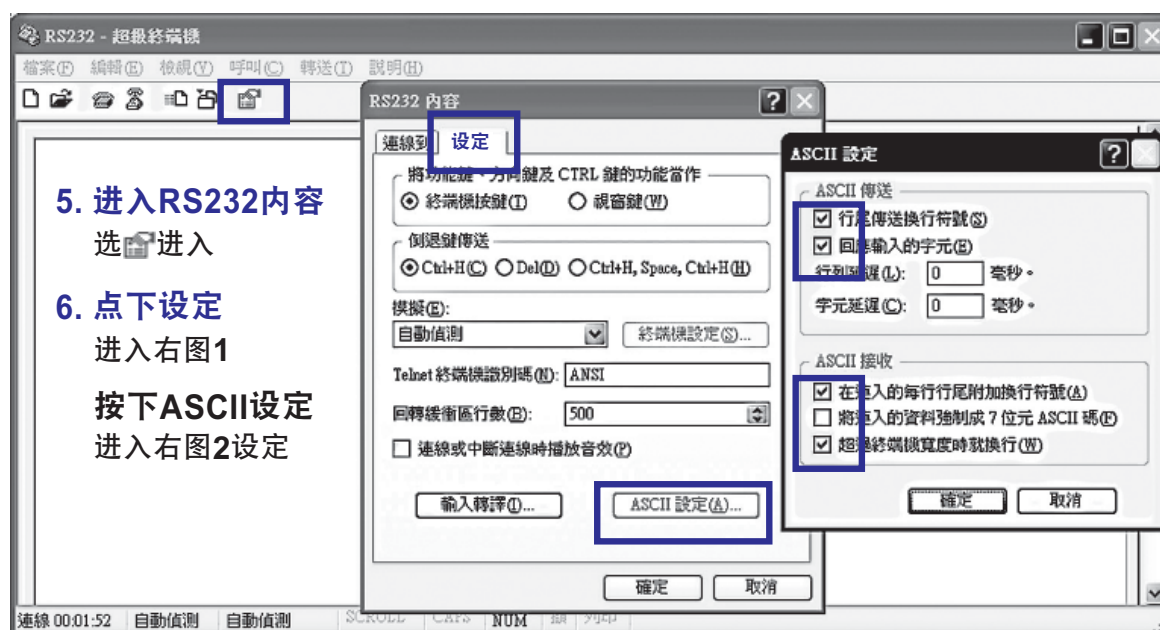 RS232 - 超級終端機
檔案(F) 編輯(E) 檢視(V) 呼叫(C) 轉送(T) 說明(H)
5. 进入RS232内容
选进入
6. 点下设定
进入右图1
按下ASCII设定
进入右图2设定
RS232 內容
連線到 设定
將功能鍵、方向鍵及 CTRL 鍵的功能當作
終端機按鍵(T) 視窗鍵(W)
倒退鍵傳送
Ctrl+H(C) Del(D) Ctrl+H, Space, Ctrl+H(H)
模擬(E):
自動偵測 終端機設定(S)...
Telnet 終端機識別碼(N): ANSI
回轉緩衝區行數(B): 500
連線或中斷連線時播放音效(P)
輸入轉譯(I)... ASCII 設定(A)...
確定 取消
ASCII 設定
ASCII 傳送
行尾傳送換行符號(S)
回應輸入的字元(E)
行列延遲(L): 0 毫秒。
字元延遲(C): 0 毫秒。
ASCII 接收
在連入的每行行尾附加換行符號(A)
將連入的資料強制成 7 位元 ASCII 碼(F)
超過終端機寬度時就換行(W)
確定 取消
連線 00:01:52 自動偵測 自動偵測 SCROLL CAPS NUM 擷 列印